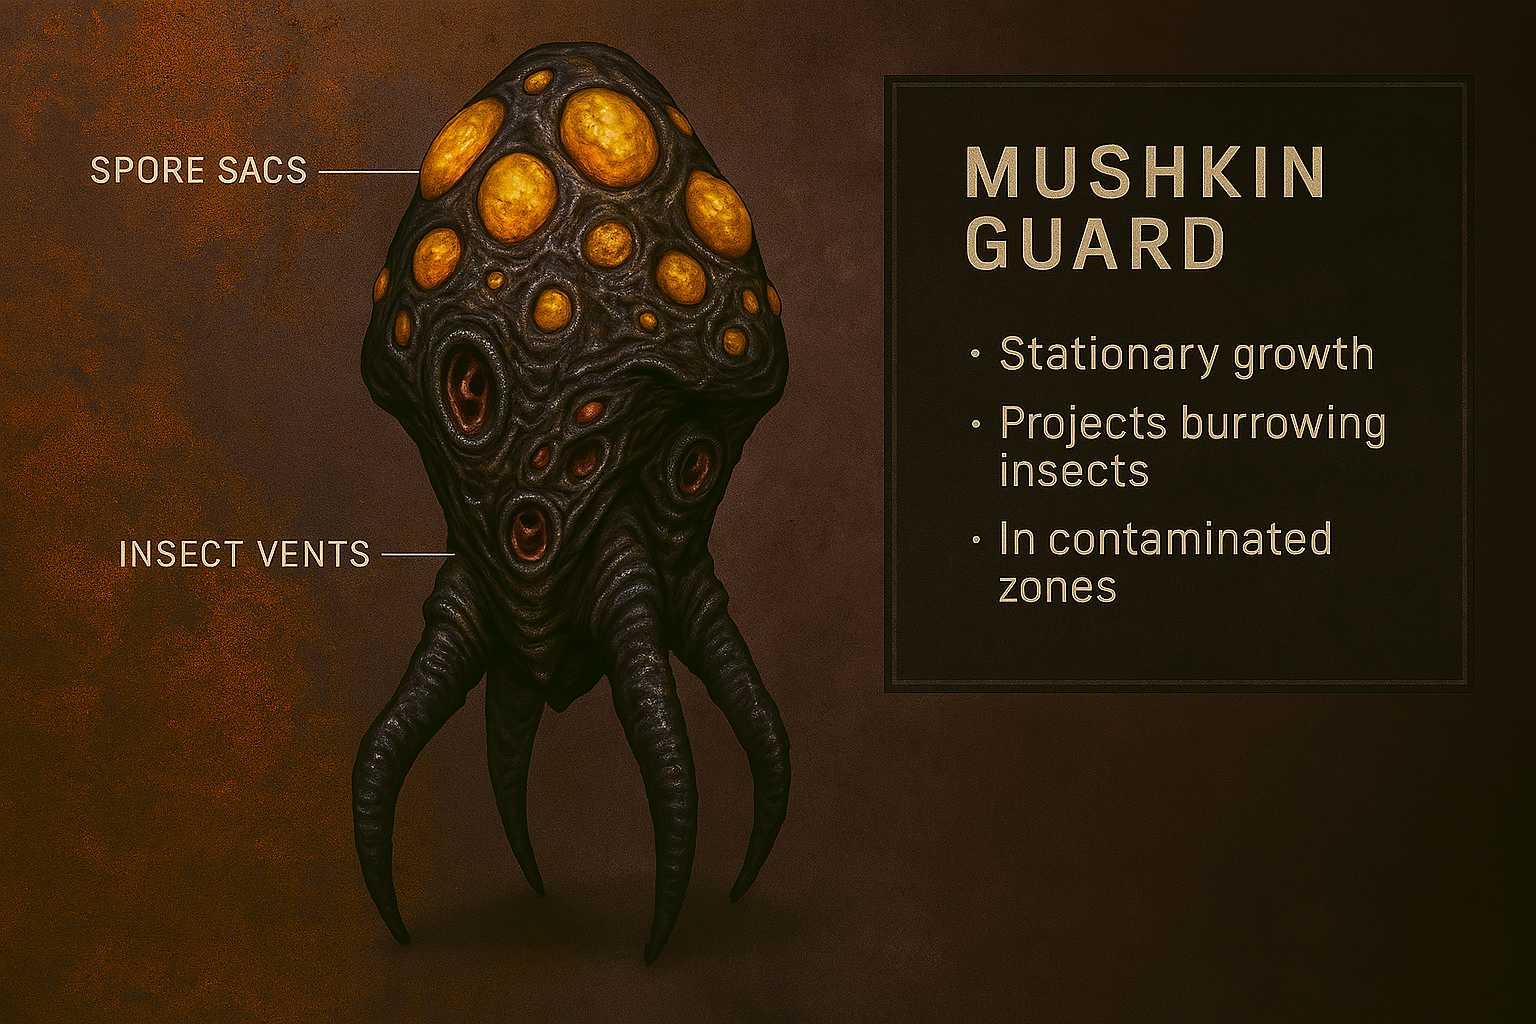 SPORE SACS
INSECT VENTS
MUSHKIN
GUARD
• Stationary growth
• Projects burrowing
insects
• In contaminated
zones